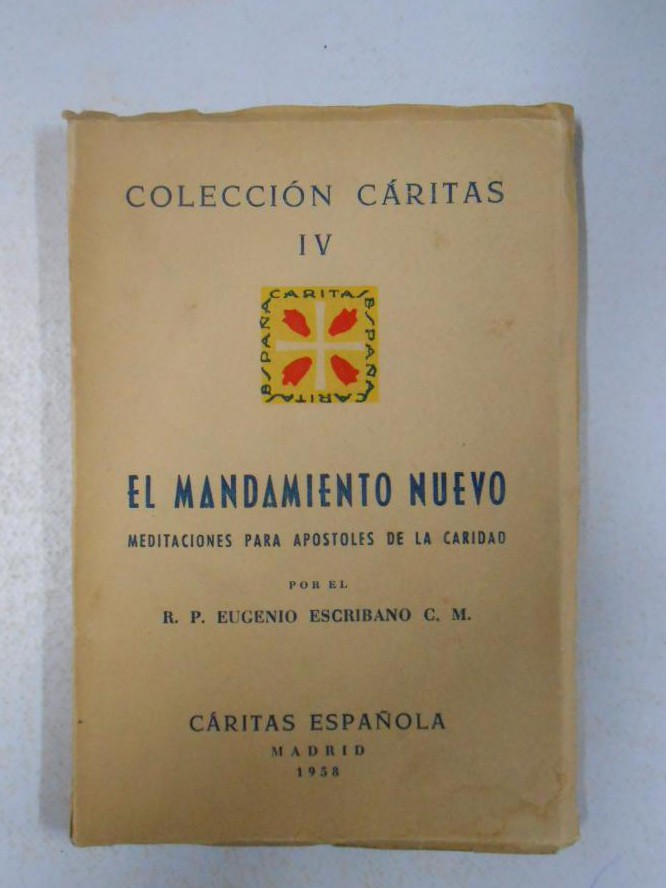 COLECCIÓN CÁRITAS
IV
CARITAS
ESPAÑA
CARITAS
ESPAÑA
EL MANDAMIENTO NUEVO
MEDITACIONES PARA APOSTOLES DE LA CARIDAD
POR EL
R. P. EUGENIO ESCRIBANO C. M.
CÁRITAS ESPAÑOLA
MADRID
1958